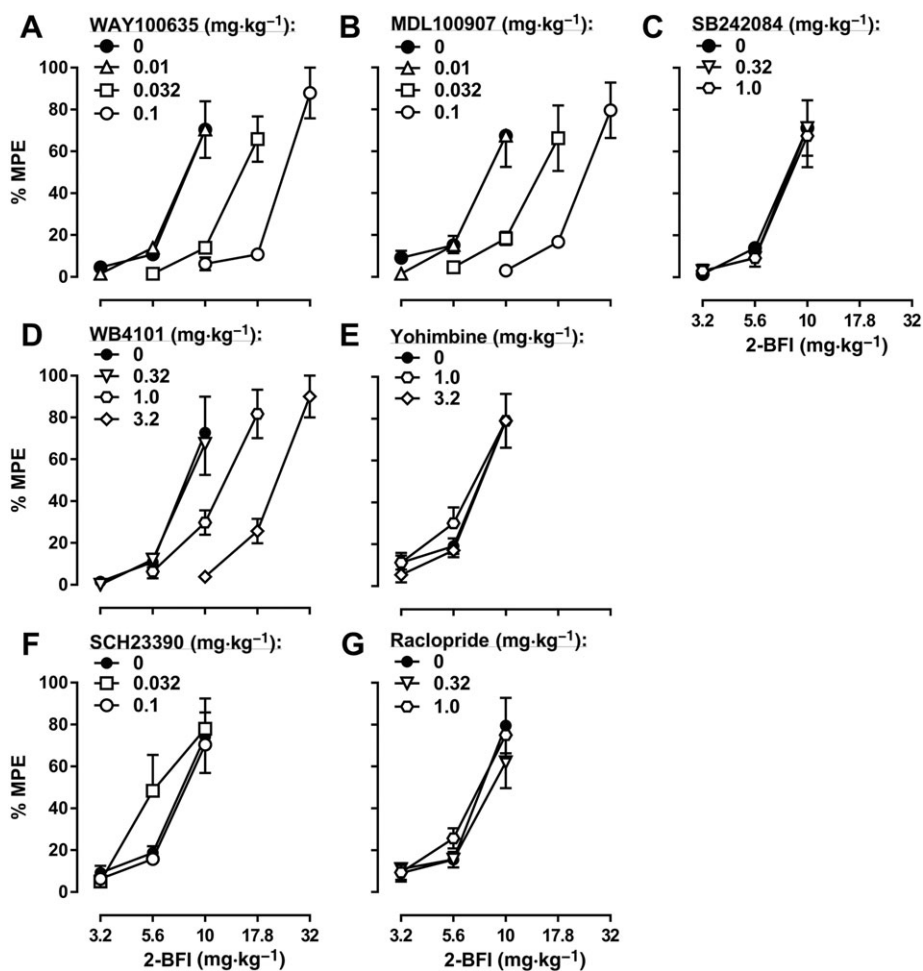 A
WAY100635 (mg·kg⁻¹):
0
0.01
0.032
0.1
B
MDL100907 (mg·kg⁻¹):
0
0.01
0.032
0.1
C
SB242084 (mg·kg⁻¹):
0
0.32
1.0
% MPE
100
80
60
40
20
0
3.2
5.6
10
17.8
32
2-BFI (mg·kg⁻¹)
D
WB4101 (mg·kg⁻¹):
0
0.32
1.0
3.2
E
Yohimbine (mg·kg⁻¹):
0
1.0
3.2
% MPE
100
80
60
40
20
0
F
SCH23390 (mg·kg⁻¹):
0
0.032
0.1
G
Raclopride (mg·kg⁻¹):
0
0.32
1.0
% MPE
100
80
60
40
20
0
3.2
5.6
10
17.8
32
2-BFI (mg·kg⁻¹)
3.2
5.6
10
17.8
32
2-BFI (mg·kg⁻¹)